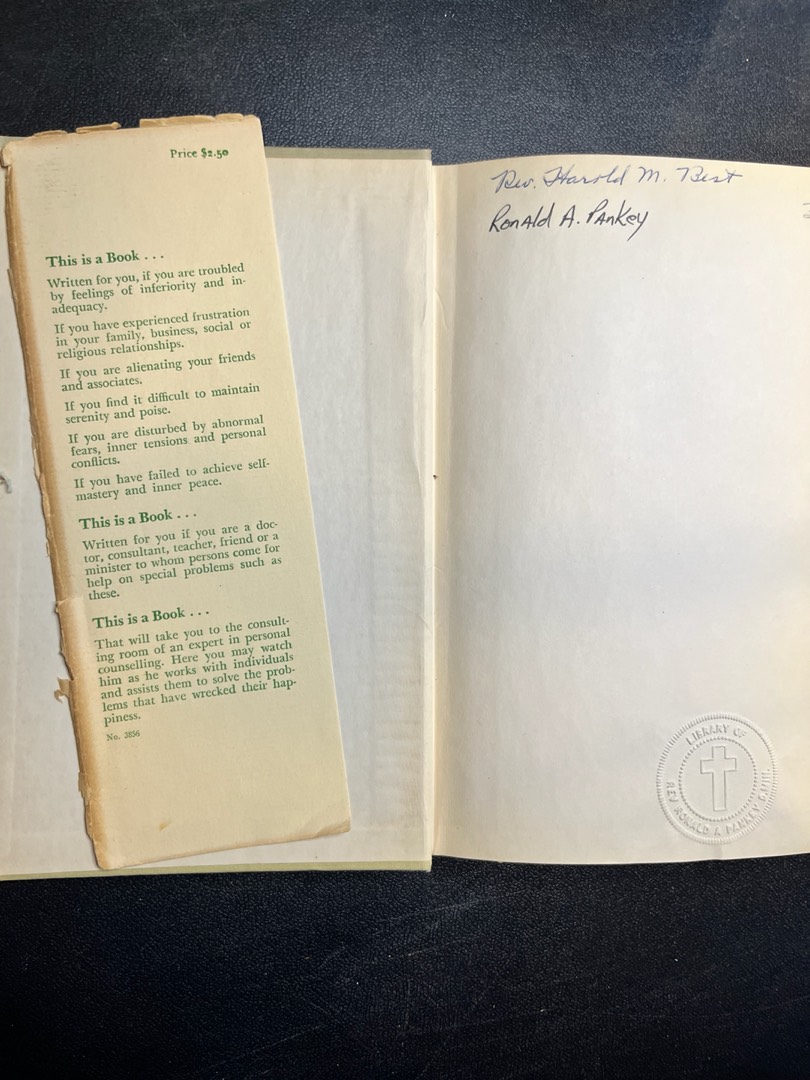 Price $2.50
This is a Book . . .
Written for you, if you are troubled
by feelings of inferiority and in-
adequacy.
If you have experienced frustration
in your family, business, social or
religious relationships.
If you are alienating your friends
and associates.
If you find it difficult to maintain
serenity and poise.
If you are disturbed by abnormal
fears, inner tensions and personal
conflicts.
If you have failed to achieve self-
mastery and inner peace.
This is a Book . . .
Written for you if you are a doc-
tor, consultant, teacher, friend or a
minister to whom persons come for
help on special problems such as
these.
This is a Book . . .
That will take you to the consult-
ing room of an expert in personal
counselling. Here you may watch
him as he works with individuals
and assists them to solve the prob-
lems that have wrecked their hap-
piness.
No. 3856
Rev. Harold M. Best
Ronald A. Pankey
LIBRARY OF
REV. RONALD A. PANKEY